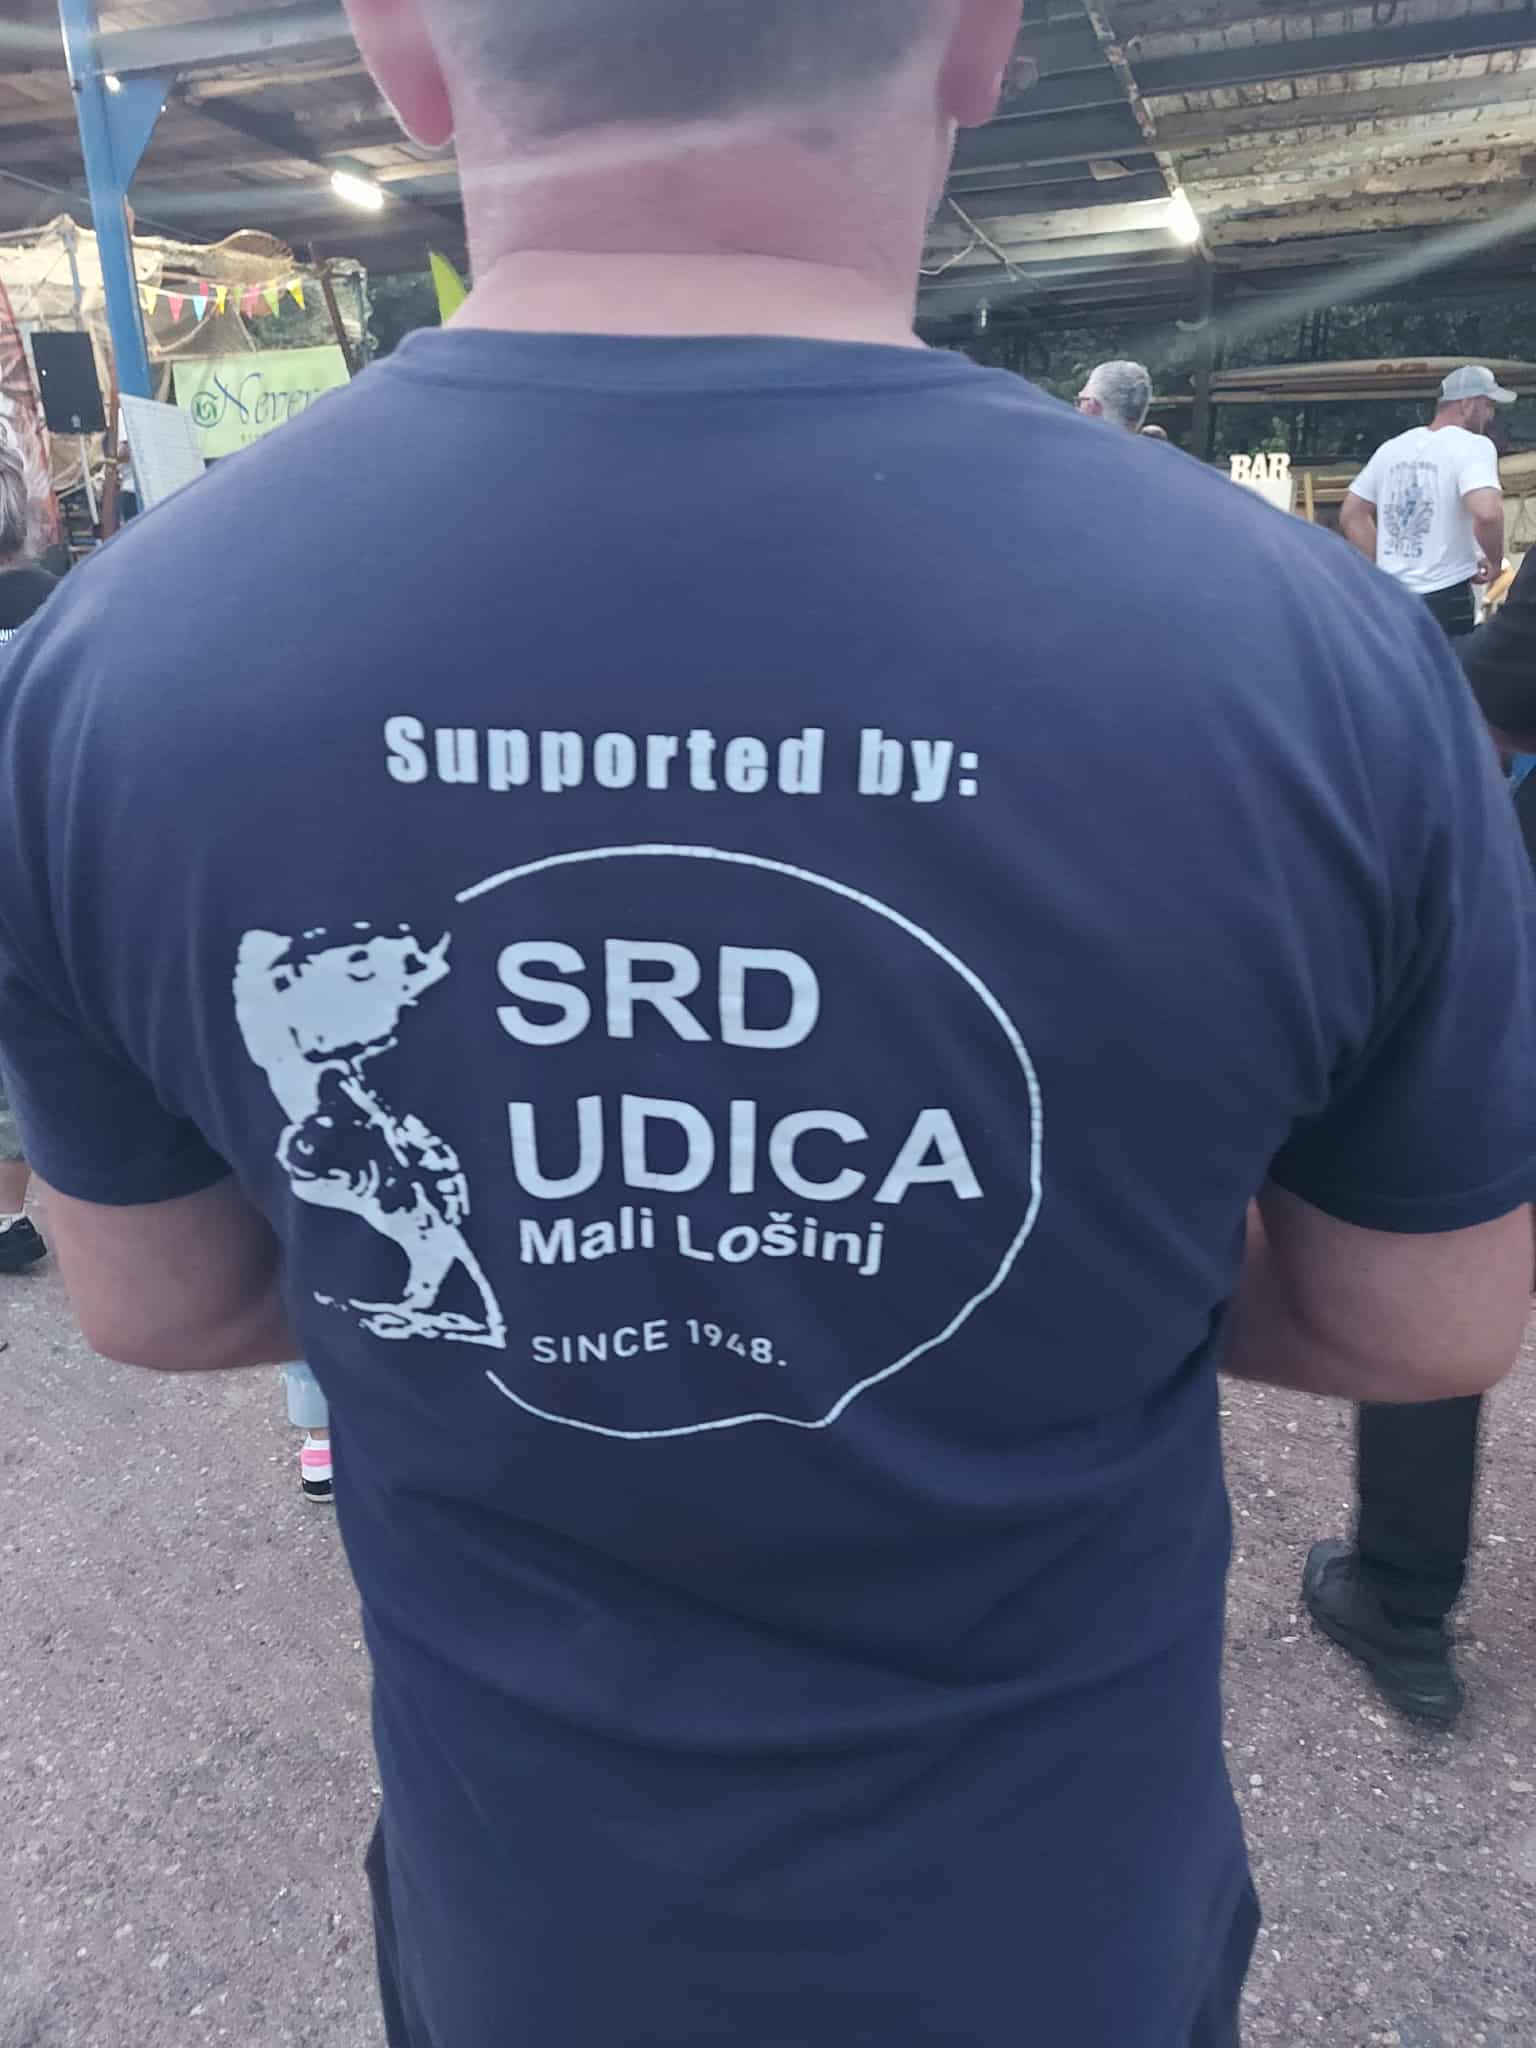 Supported by:
SRD
UDICA
Mali Lošinj
SINCE 1948.
BAR